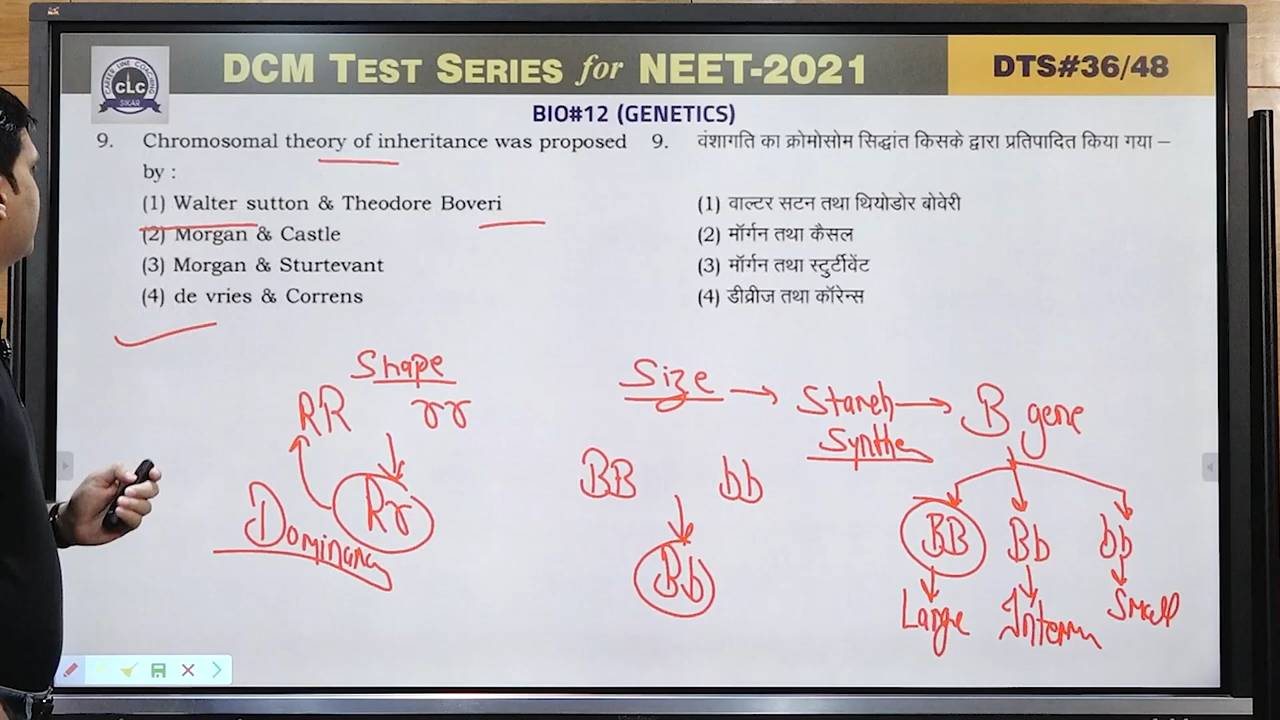 DCM TEST SERIES for NEET-2021
DTS#36/48
CLC
SIKAR
BIO#12 (GENETICS)
9. Chromosomal theory of inheritance was proposed by :
(1) Walter sutton & Theodore Boveri
(2) Morgan & Castle
(3) Morgan & Sturtevant
(4) de vries & Correns
9. वंशागति का क्रोमोसोम सिद्धांत किसके द्वारा प्रतिपादित किया गया –
(1) वाल्टर सटन तथा थियोडोर बोवेरी
(2) मॉर्गन तथा कैसल
(3) मॉर्गन तथा स्टुर्टीवेंट
(4) डीव्रीज तथा कॉरेन्स
Shape
RR rr
Rr
Dominancy
Size → Starch → B gene
Synthe
BB bb
Bb
BB Bb bb
Large Interm Small